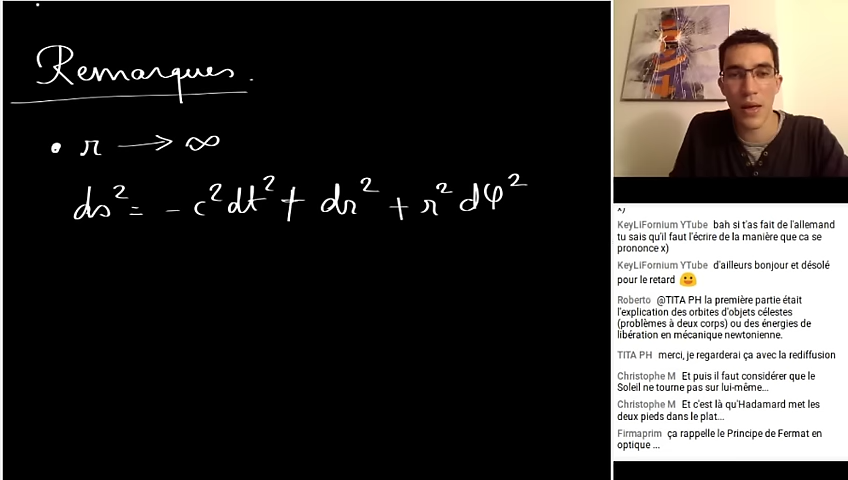 Remarques.
• r → ∞
ds² = - c²dt² + dr² + r² dφ²
x)
KeyLiFornium YTube bah si t'as fait de l'allemand
tu sais qu'il faut l'écrire de la manière que ca se
prononce x)
KeyLiFornium YTube d'ailleurs bonjour et désolé
pour le retard
Roberto @TITA PH la première partie était
l'explication des orbites d'objets célestes
(problèmes à deux corps) ou des énergies de
libération en mécanique newtonienne.
TITA PH merci, je regarderai ça avec la rediffusion
Christophe M Et puis il faut considérer que le
Soleil ne tourne pas sur lui-même...
Christophe M Et c'est là qu'Hadamard met les
deux pieds dans le plat...
Firmaprim ça rappelle le Principe de Fermat en
optique ...